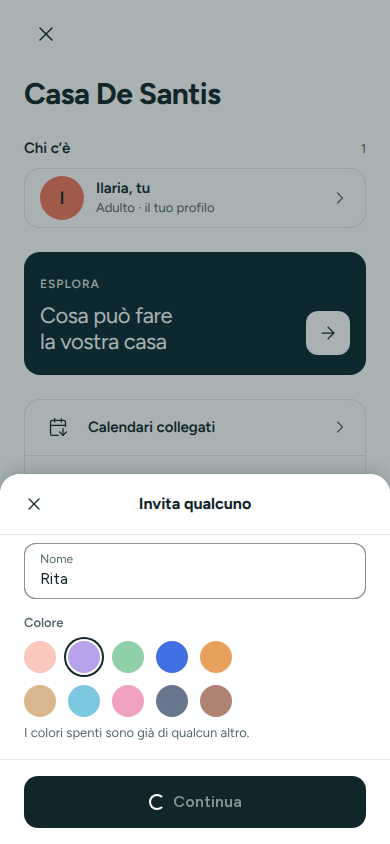 Casa De Santis
Chi c'è
1
I
Ilaria, tu
Adulto · il tuo profilo
ESPLORA
Cosa può fare
la vostra casa
Calendari collegati
Invita qualcuno
Nome
Rita
Colore
I colori spenti sono già di qualcun altro.
Continua